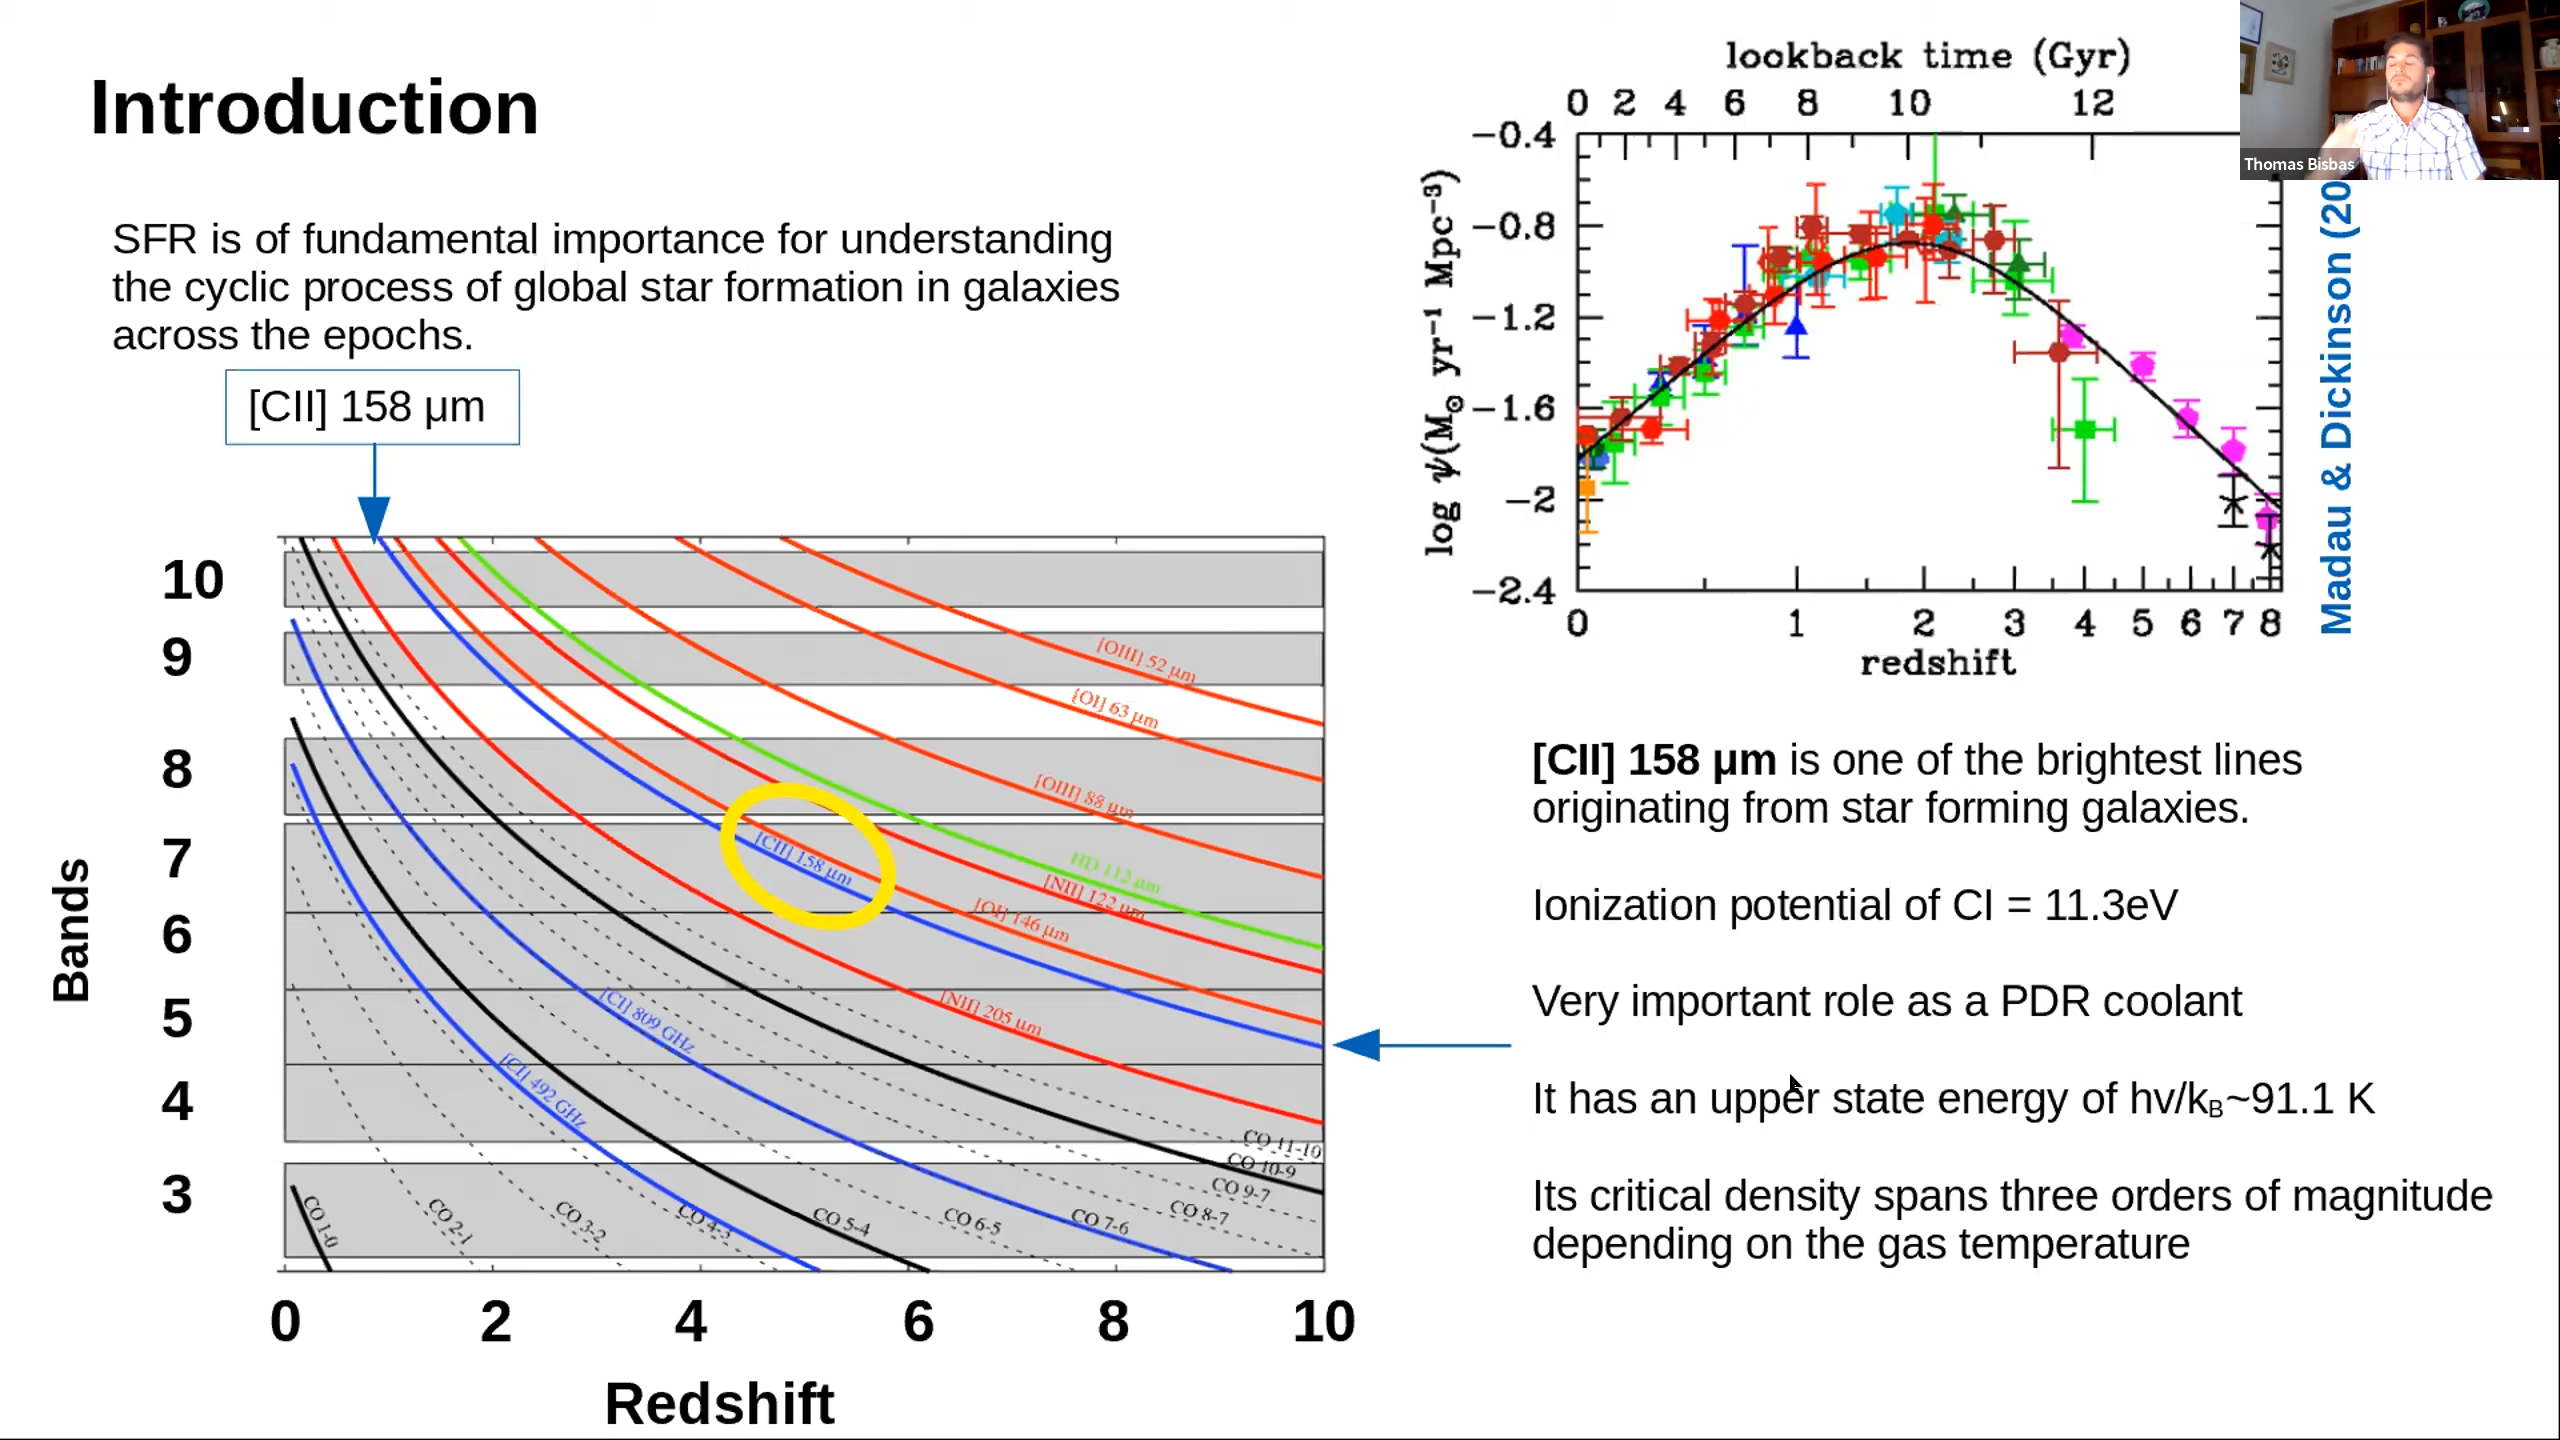 Introduction
SFR is of fundamental importance for understanding
the cyclic process of global star formation in galaxies
across the epochs.
[CII] 158 μm
10
9
8
7
6
5
4
3
Bands
[OIII] 52 μm
[OI] 63 μm
[OIII] 88 μm
HD 112 μm
[NII] 122 μm
[CII] 158 μm
[OI] 146 μm
[NII] 205 μm
[CI] 809 GHz
[CI] 492 GHz
CO 11-10
CO 10-9
CO 9-7
CO 8-7
CO 7-6
CO 6-5
CO 5-4
CO 4-3
CO 3-2
CO 2-1
CO 1-0
0 2 4 6 8 10
Redshift
lookback time (Gyr)
0 2 4 6 8 10 12
−0.4
−0.8
−1.2
−1.6
−2
−2.4
log ψ(M⊙ yr⁻¹ Mpc⁻³)
0 1 2 3 4 5 6 7 8
redshift
Madau & Dickinson (20
Thomas Bisbas
[CII] 158 μm is one of the brightest lines
originating from star forming galaxies.
Ionization potential of CI = 11.3eV
Very important role as a PDR coolant
It has an upper state energy of hν/kB~91.1 K
Its critical density spans three orders of magnitude
depending on the gas temperature